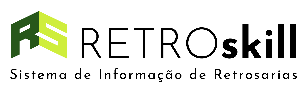 RS RETROskill
Sistema de Informação de Retrosarias